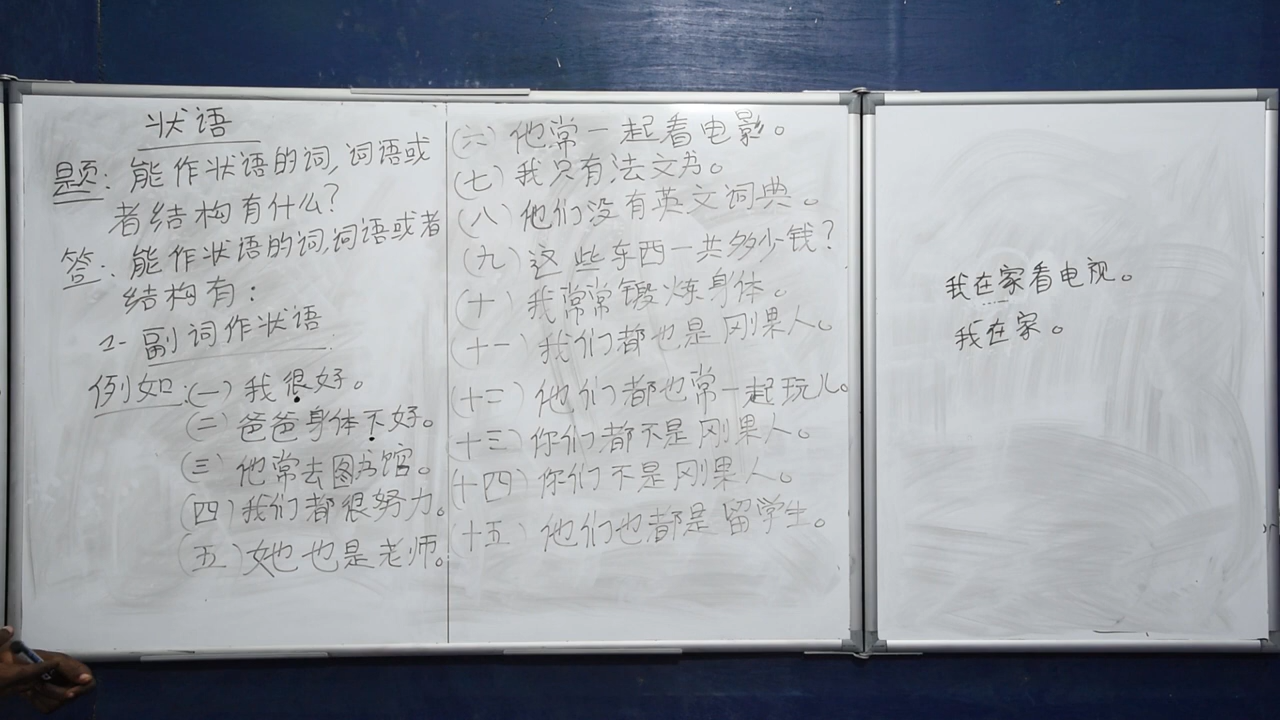 状语
题：能作状语的词，词语或
者结构有什么？
答：能作状语的词，词语或者
结构有：
1- 副词作状语
例如：(一) 我很好。
(二) 爸爸身体不好。
(三) 他常去图书馆。
(四) 我们都很努力。
(五) 她也是老师。
(六) 他常一起看电影。
(七) 我只有法文书。
(八) 他们没有英文词典。
(九) 这些东西一共多少钱？
(十) 我常常锻炼身体。
(十一) 我们都也是刚果人。
(十二) 他们都也常一起玩儿。
(十三) 你们都不是刚果人。
(十四) 你们不是刚果人。
(十五) 他们也都是留学生。
我在家看电视。
我在家。